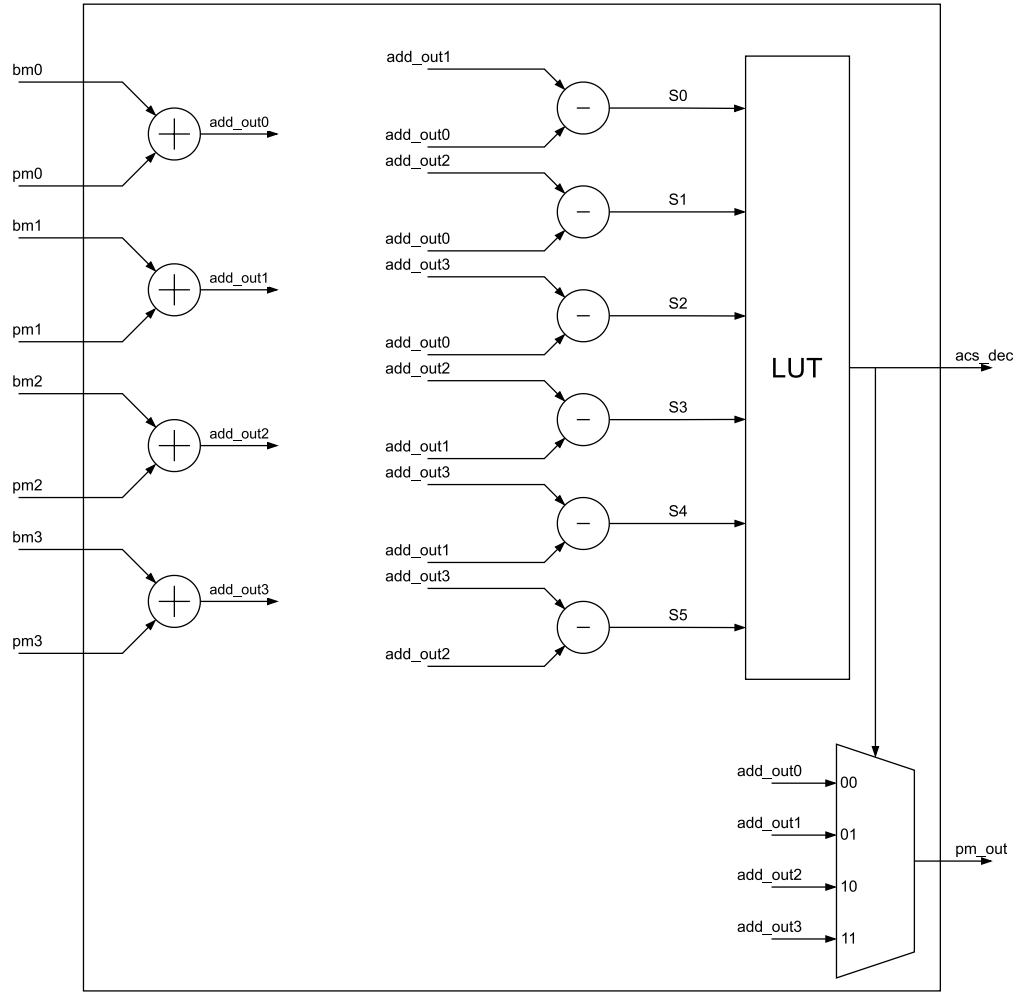 bm0
pm0
add_out0
bm1
pm1
add_out1
bm2
pm2
add_out2
bm3
pm3
add_out3
add_out1
add_out0
S0
add_out2
add_out0
S1
add_out3
add_out0
S2
add_out2
add_out1
S3
add_out3
add_out1
S4
add_out3
add_out2
S5
LUT
acs_dec
add_out0
00
add_out1
01
add_out2
10
add_out3
11
pm_out